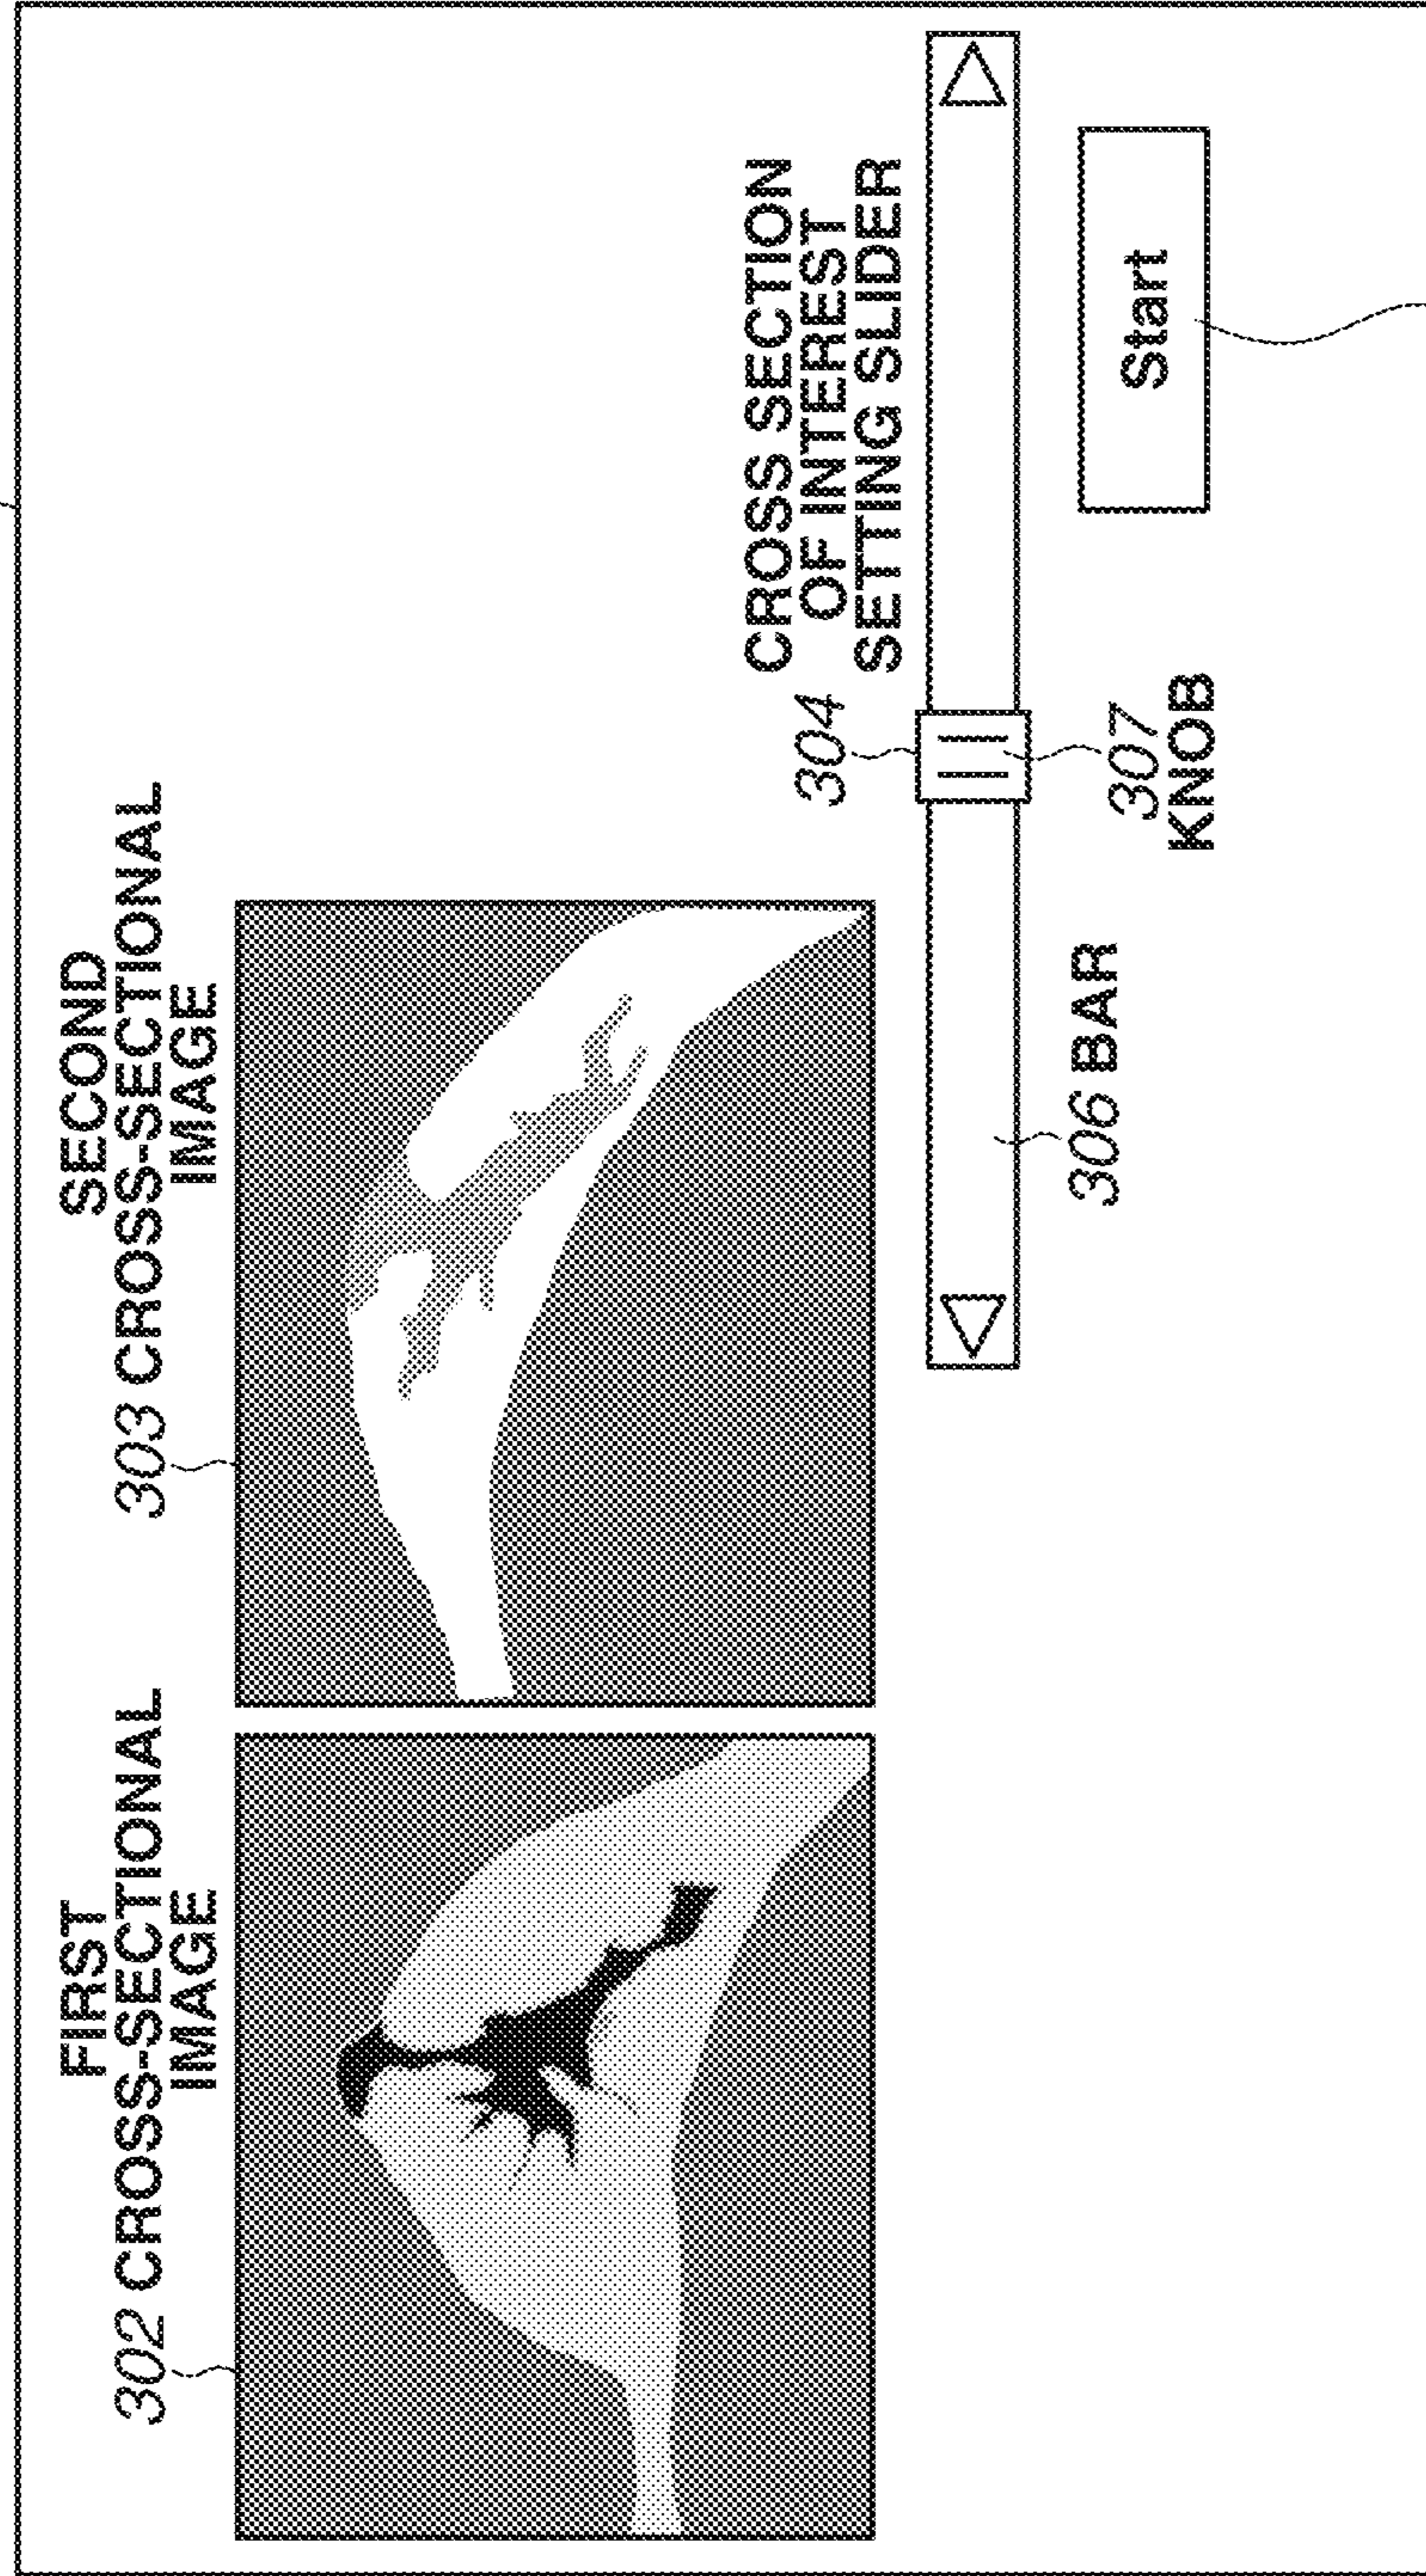 FIRST
302 CROSS-SECTIONAL
IMAGE
SECOND
303 CROSS-SECTIONAL
IMAGE
304
CROSS SECTION
OF INTEREST
SETTING SLIDER
306 BAR
307
KNOB
Start